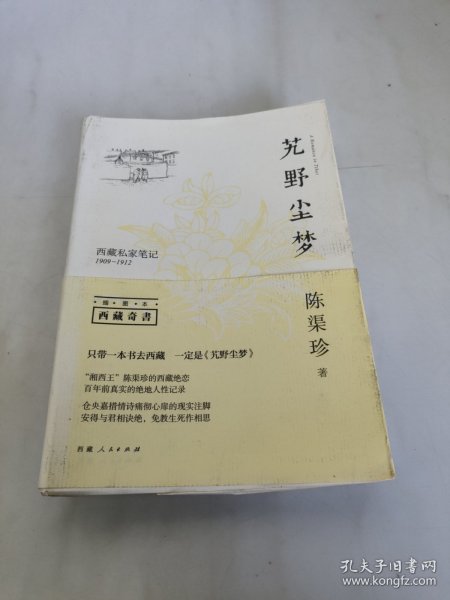 艽野尘梦
A Romance in Tibet
西藏私家笔记
1909-1912
陈渠珍
著
插图本
西藏奇書
只带一本书去西藏 一定是《艽野尘梦》
“湘西王”陈渠珍的西藏绝恋
百年前真实的绝地人性记录
仓央嘉措情诗痛彻心扉的现实注脚
安得与君相诀绝，免教生死作相思
西藏人民出版社
孔夫子旧书网
www.kongfz.com